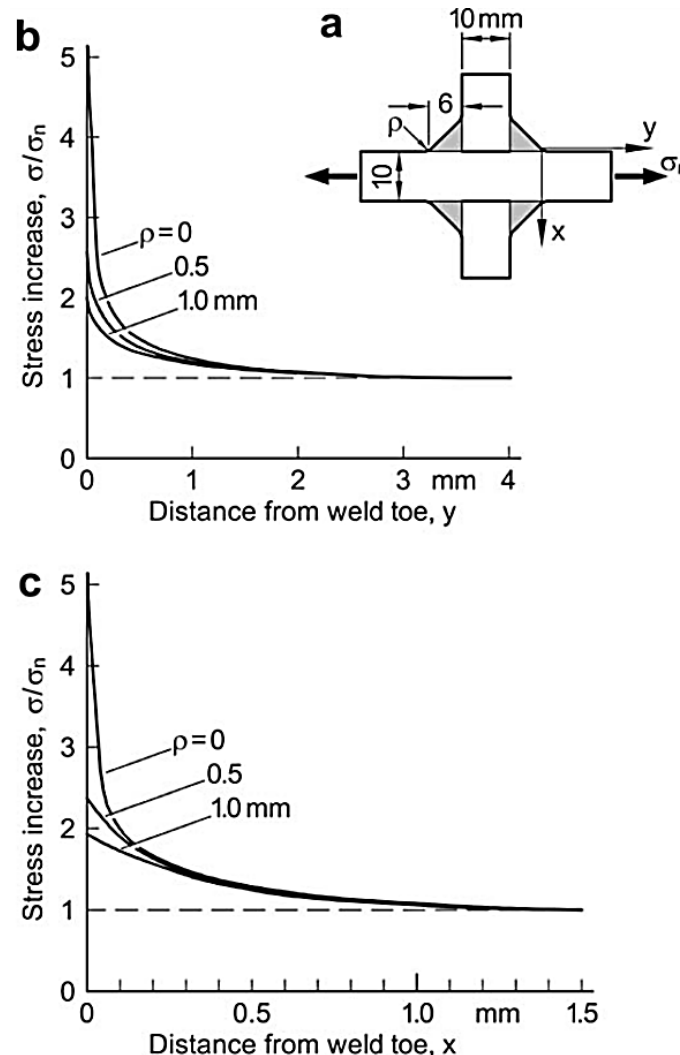 b
a
10 mm
6
ρ
y
10
x
5
4
3
2
1
0
Stress increase, σ/σₙ
ρ = 0
0.5
1.0 mm
0 1 2 3 mm 4
Distance from weld toe, y
c
5
4
3
2
1
0
Stress increase, σ/σₙ
ρ = 0
0.5
1.0 mm
0 0.5 1.0 mm 1.5
Distance from weld toe, x